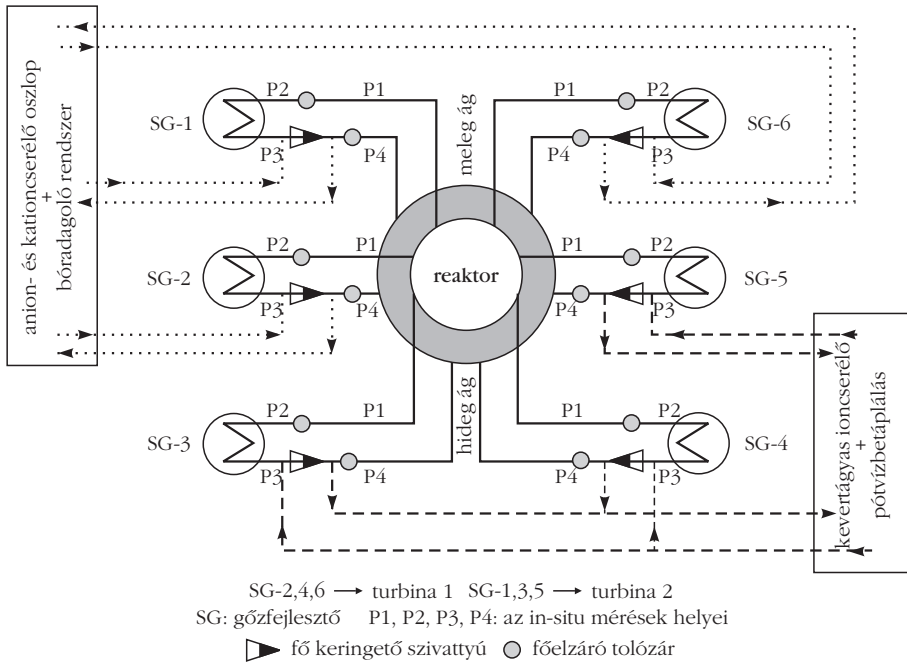 anion- és kationcserélő oszlop
+
bóradagoló rendszer
SG-1
P2
P1
P3
P4
meleg ág
P1
P2
P4
P3
SG-6
SG-2
P2
P1
P3
P4
reaktor
P1
P2
P4
P3
SG-5
SG-3
P2
P1
P3
P4
hideg ág
P1
P2
P4
P3
SG-4
kevertágyas ioncserélő
+
pótvízbetáplálás
SG-2,4,6 → turbina 1 SG-1,3,5 → turbina 2
SG: gőzfejlesztő P1, P2, P3, P4: az in-situ mérések helyei
fő keringető szivattyú főelzáró tolózár